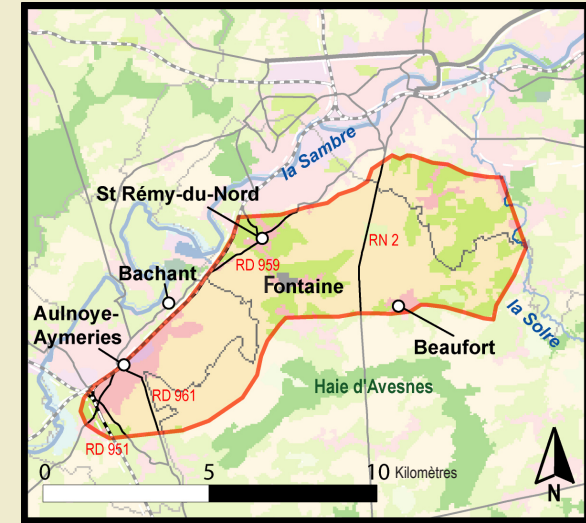 la Sambre
St Rémy-du-Nord
RN 2
RD 959
Bachant
Fontaine
Aulnoye-
Aymeries
la Solre
Beaufort
Haie d'Avesnes
RD 961
RD 951
0 5 10 Kilomètres
N